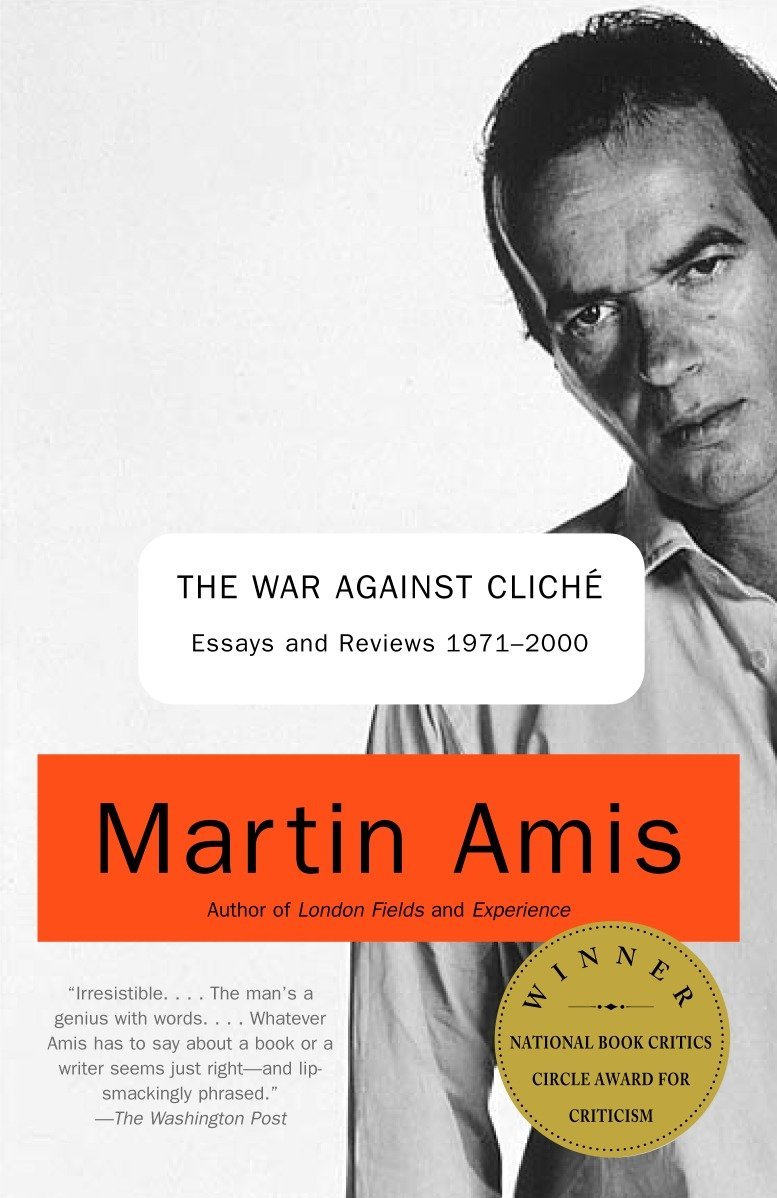 THE WAR AGAINST CLICHÉ
Essays and Reviews 1971–2000
Martin Amis
Author of London Fields and Experience
“Irresistible. . . . The man’s a
genius with words. . . . Whatever
Amis has to say about a book or a
writer seems just right—and lip-
smackingly phrased.”
—The Washington Post
WINNER
NATIONAL BOOK CRITICS
CIRCLE AWARD FOR
CRITICISM